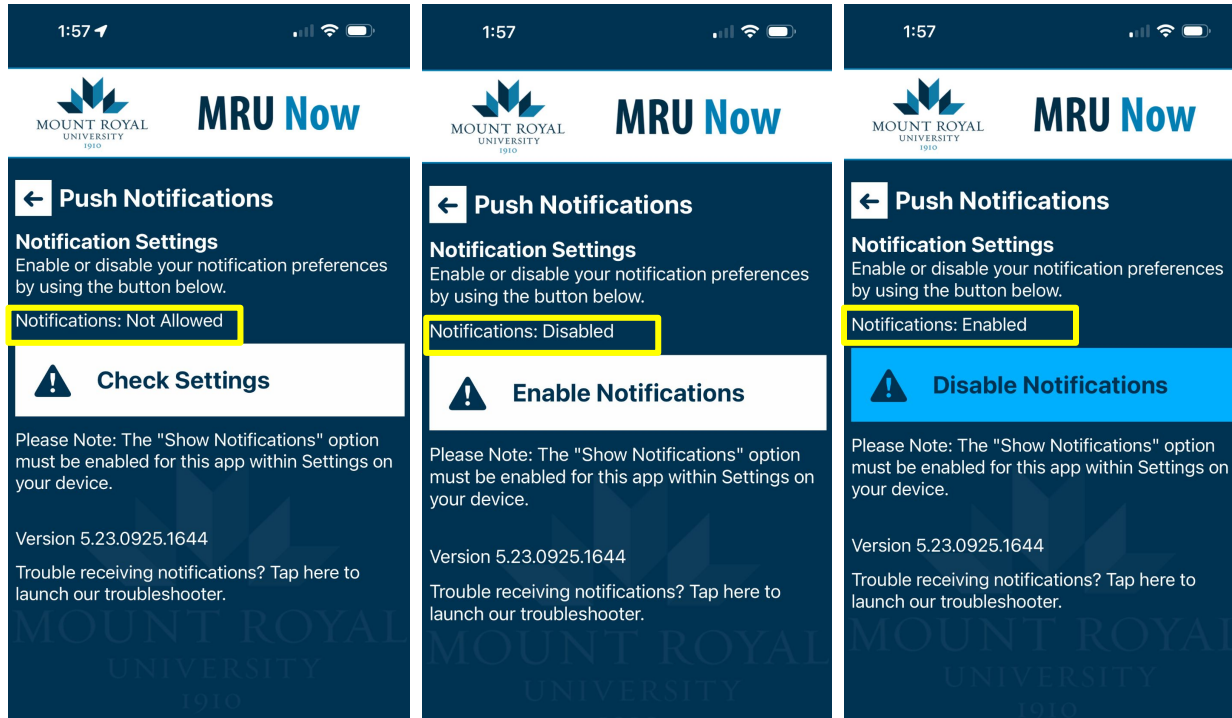 1:57
MOUNT ROYAL
UNIVERSITY
1910
MRU Now
Push Notifications
Notification Settings
Enable or disable your notification preferences
by using the button below.
Notifications: Not Allowed
Check Settings
Please Note: The "Show Notifications" option
must be enabled for this app within Settings on
your device.
Version 5.23.0925.1644
Trouble receiving notifications? Tap here to
launch our troubleshooter.
MOUNT ROYAL
UNIVERSITY
1910
1:57
MOUNT ROYAL
UNIVERSITY
1910
MRU Now
Push Notifications
Notification Settings
Enable or disable your notification preferences
by using the button below.
Notifications: Disabled
Enable Notifications
Please Note: The "Show Notifications" option
must be enabled for this app within Settings on
your device.
Version 5.23.0925.1644
Trouble receiving notifications? Tap here to
launch our troubleshooter.
MOUNT ROYAL
UNIVERSITY
1:57
MOUNT ROYAL
UNIVERSITY
1910
MRU Now
Push Notifications
Notification Settings
Enable or disable your notification preferences
by using the button below.
Notifications: Enabled
Disable Notifications
Please Note: The "Show Notifications" option
must be enabled for this app within Settings on
your device.
Version 5.23.0925.1644
Trouble receiving notifications? Tap here to
launch our troubleshooter.
MOUNT ROYAL
UNIVERSITY
1910